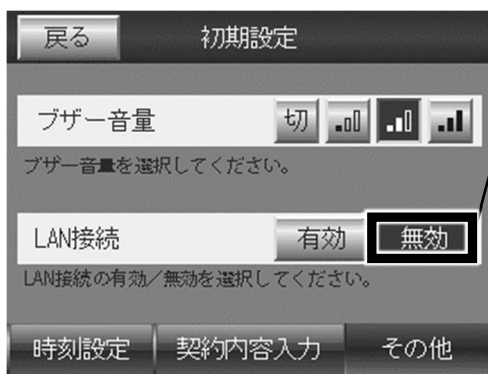 戻る 初期設定
ブザー音量 切
ブザー音量を選択してください。
LAN接続 有効 無効
LAN接続の有効／無効を選択してください。
時刻設定 契約内容入力 その他